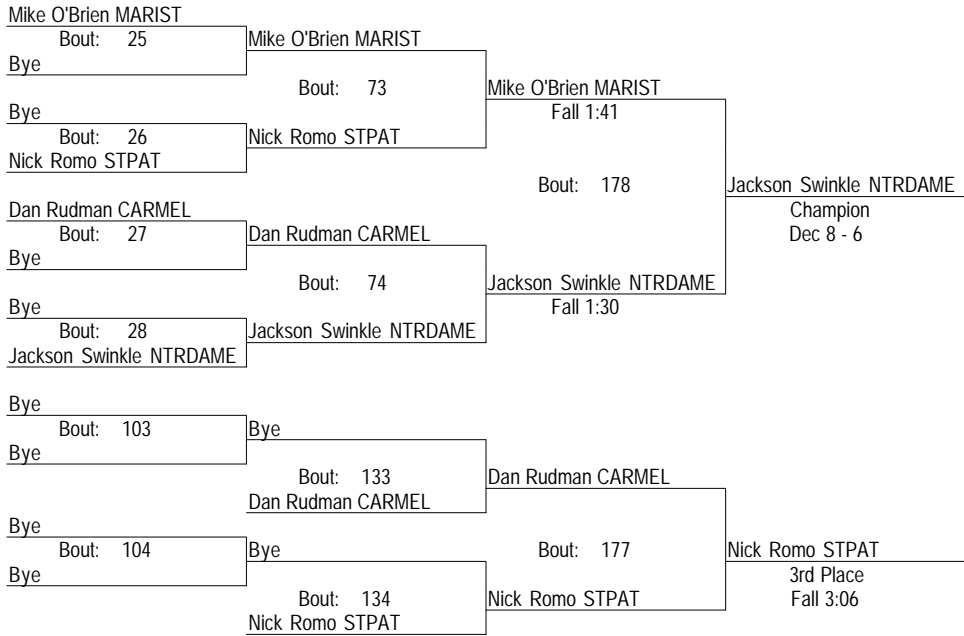 Mike O'Brien MARIST
Bout: 25
Mike O'Brien MARIST
Bye
Bout: 73
Mike O'Brien MARIST
Bye
Fall 1:41
Bout: 26
Nick Romo STPAT
Nick Romo STPAT
Bout: 178
Jackson Swinkle NTRDAME
Dan Rudman CARMEL
Champion
Bout: 27
Dan Rudman CARMEL
Dec 8 - 6
Bye
Bout: 74
Jackson Swinkle NTRDAME
Bye
Fall 1:30
Bout: 28
Jackson Swinkle NTRDAME
Jackson Swinkle NTRDAME
Bye
Bout: 103
Bye
Bye
Bout: 133
Dan Rudman CARMEL
Dan Rudman CARMEL
Bye
Bout: 104
Bye
Bout: 177
Nick Romo STPAT
Bye
3rd Place
Bout: 134
Nick Romo STPAT
Fall 3:06
Nick Romo STPAT